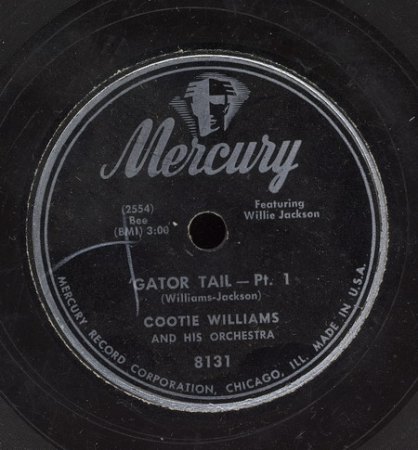 Mercury
(2554)
Bee
(BMI) 3:00
Featuring
Willie Jackson
GATOR TAIL — Pt. 1
(Williams-Jackson)
COOTIE WILLIAMS
AND HIS ORCHESTRA
8131
MERCURY RECORD CORPORATION, CHICAGO, ILL. MADE IN U.S.A.